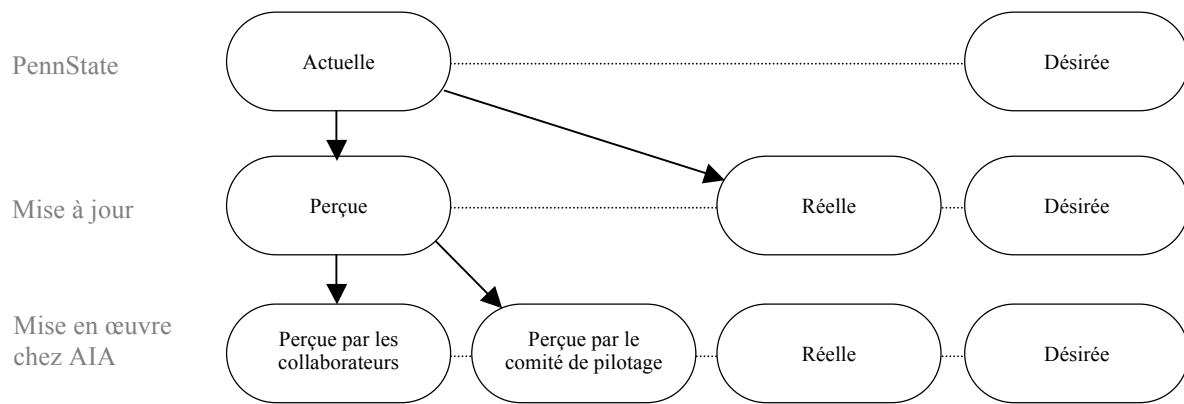 PennState
Actuelle
Désirée
Mise à jour
Perçue
Réelle
Désirée
Mise en œuvre
chez AIA
Perçue par les
collaborateurs
Perçue par le
comité de pilotage
Réelle
Désirée